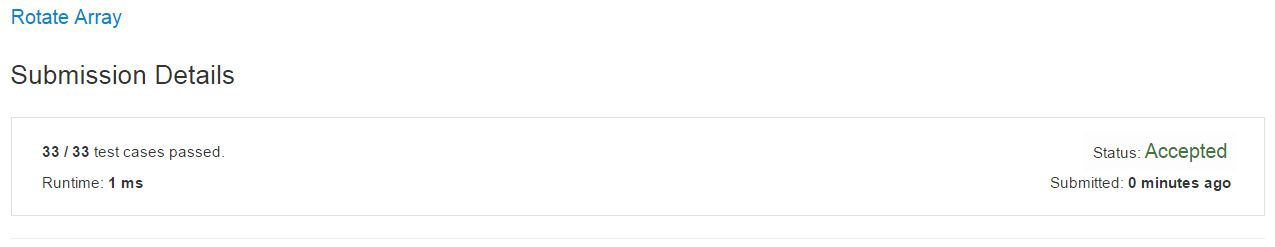 Rotate Array
Submission Details
33 / 33 test cases passed.
Status: Accepted
Runtime: 1 ms
Submitted: 0 minutes ago